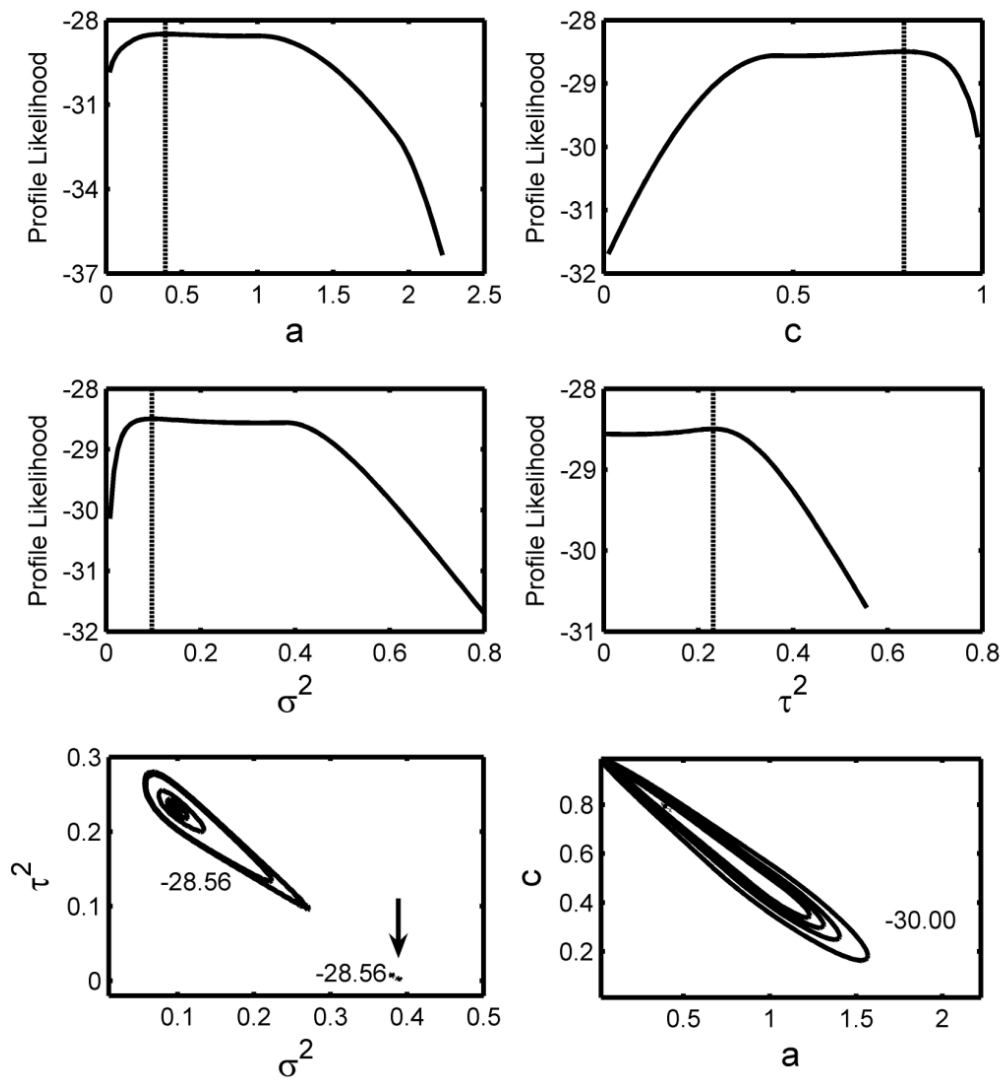 -28
-31
-34
-37
Profile Likelihood
0 0.5 1 1.5 2 2.5
a
-28
-29
-30
-31
-32
Profile Likelihood
0 0.5 1
c
-28
-29
-30
-31
-32
Profile Likelihood
0 0.2 0.4 0.6 0.8
σ²
-28
-29
-30
-31
Profile Likelihood
0 0.2 0.4 0.6 0.8
τ²
0.3
0.2
0.1
0
τ²
-28.56
-28.56
0.1 0.2 0.3 0.4 0.5
σ²
0.8
0.6
0.4
0.2
c
-30.00
0.5 1 1.5 2
a